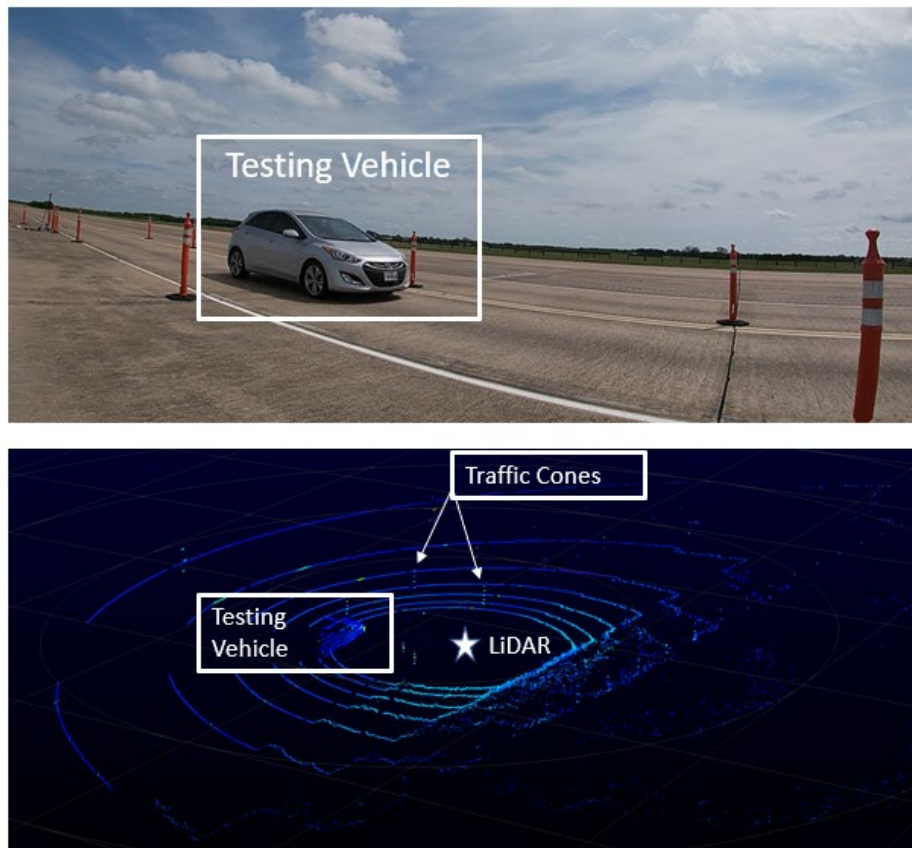 Testing Vehicle
Traffic Cones
Testing
Vehicle
LiDAR